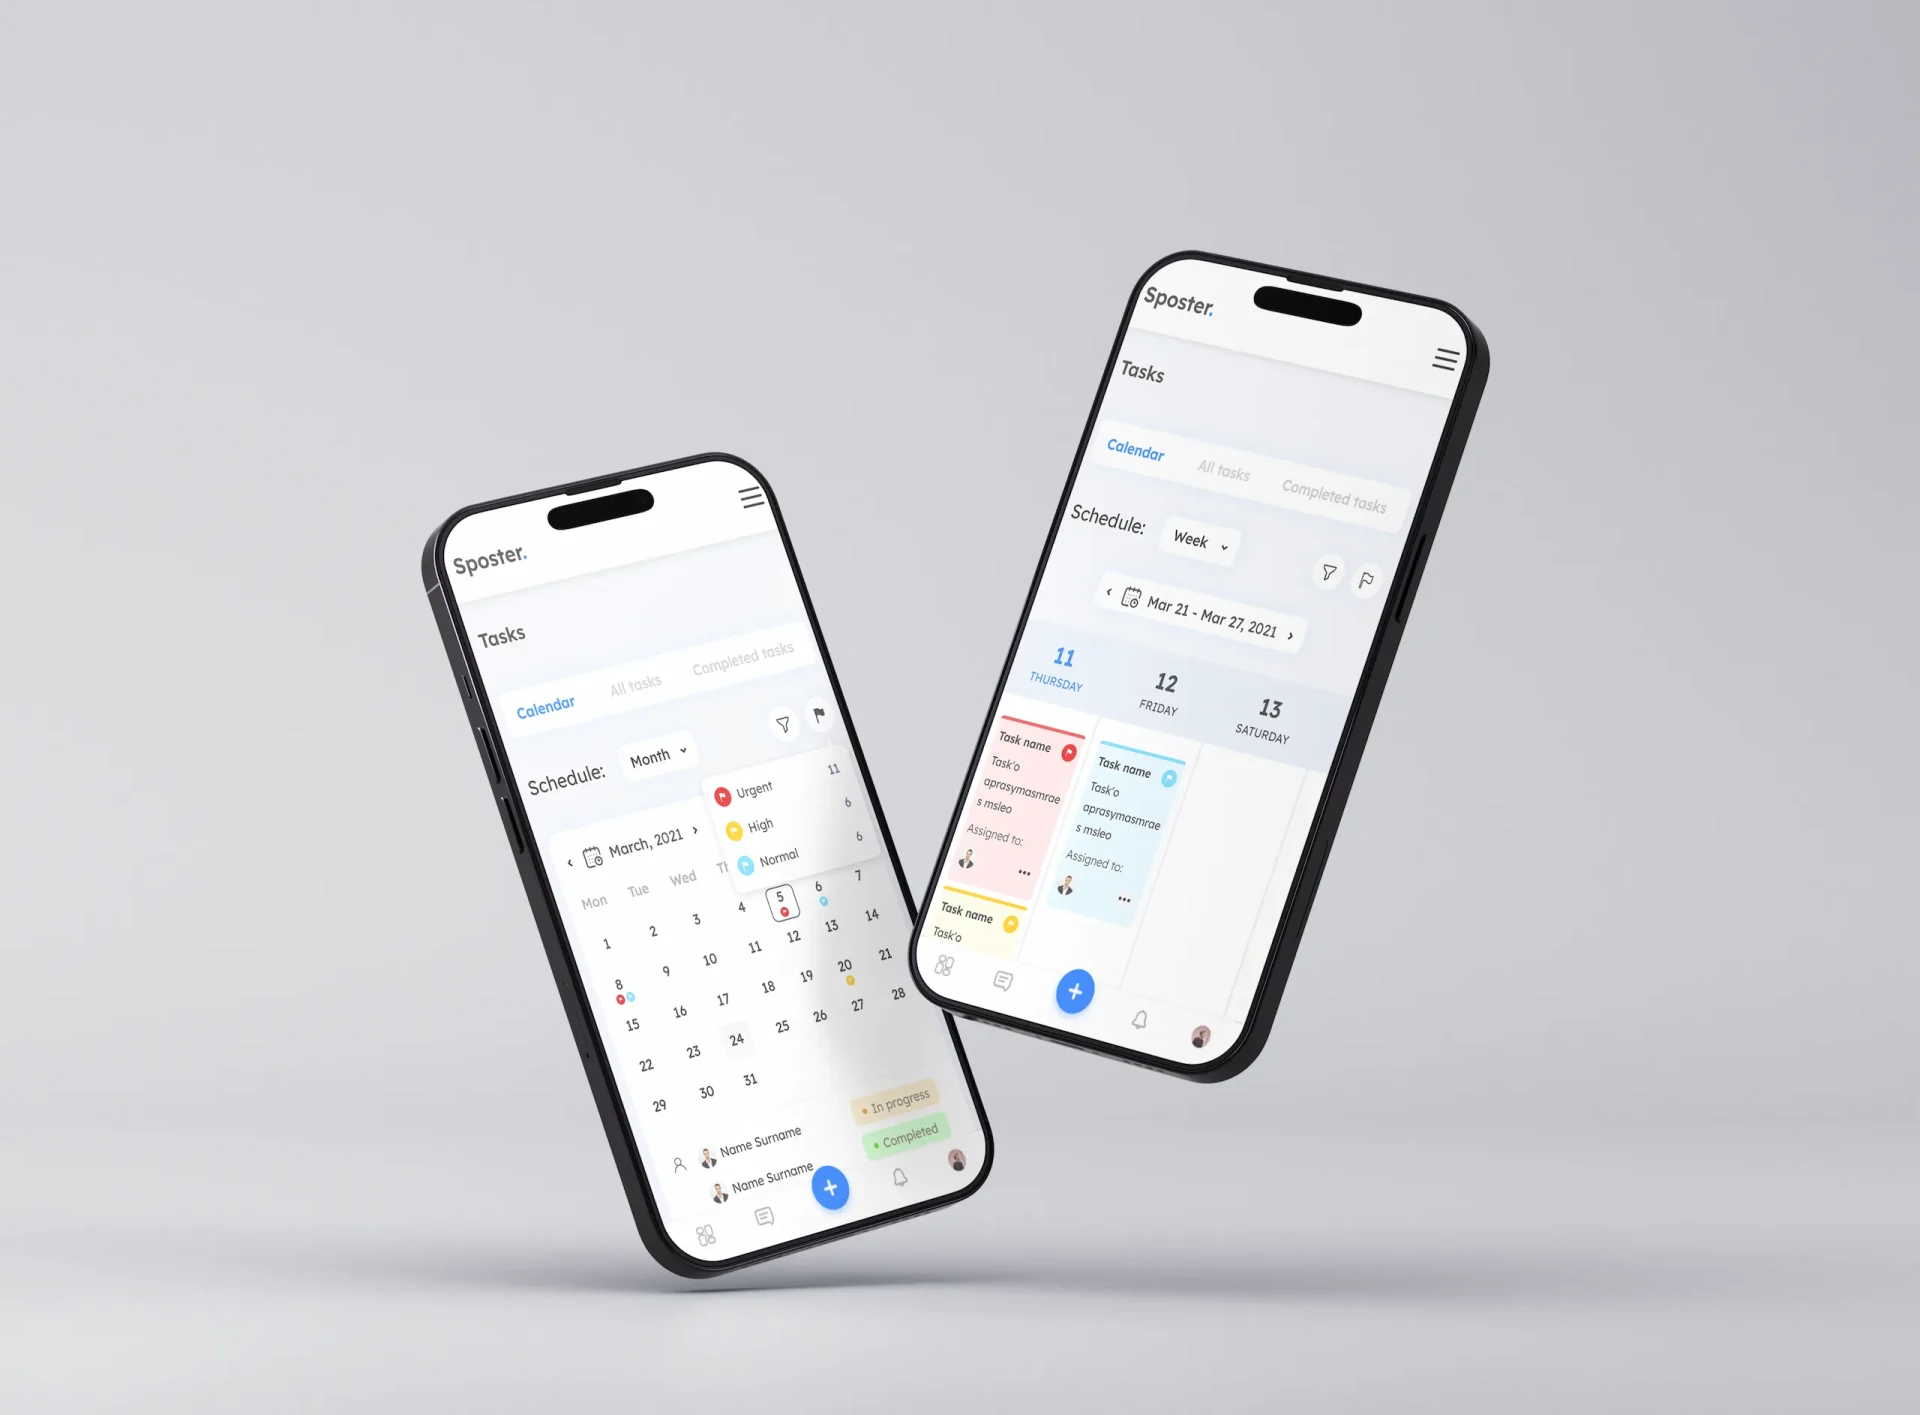 Sposter.
Tasks
Calendar All tasks Completed tasks
Schedule: Month
Urgent 11
High 6
Normal 6
March, 2021
Mon Tue Wed Th
1 2 3 4 5 6 7
8 9 10 11 12 13 14
15 16 17 18 19 20 21
22 23 24 25 26 27 28
29 30 31
Name Surname In progress
Name Surname Completed
Sposter.
Tasks
Calendar All tasks Completed tasks
Schedule: Week
Mar 21 - Mar 27, 2021
11 12 13
THURSDAY FRIDAY SATURDAY
Task name
Task'o
aprasymasmrae
s msleo
Assigned to:
Task name
Task'o
Task name
Task'o
aprasymasmrae
s msleo
Assigned to: